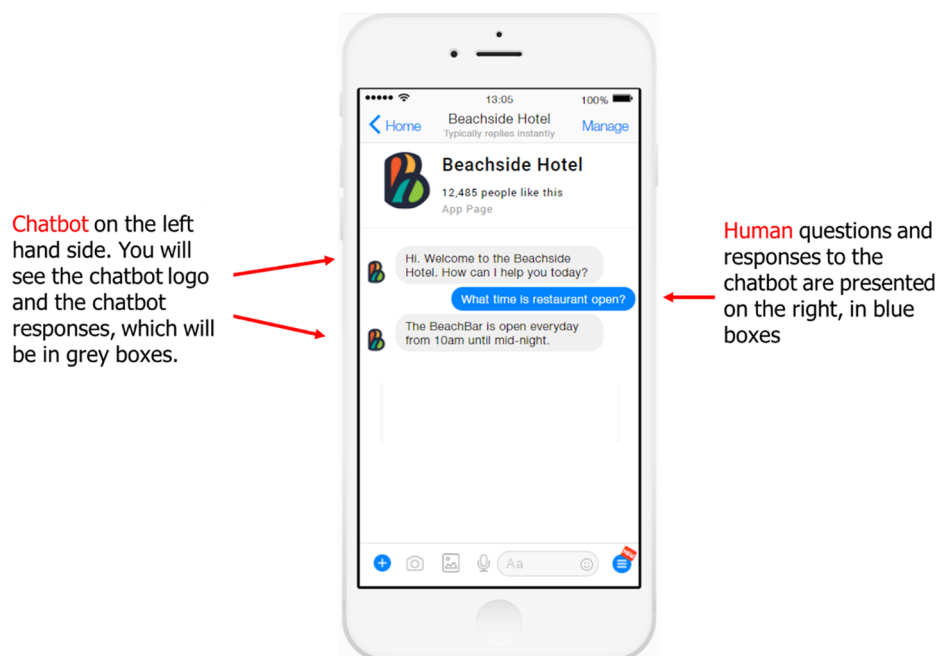 13:05
100%
Home
Beachside Hotel
Typically replies instantly
Manage
Beachside Hotel
12,485 people like this
App Page
Chatbot on the left
hand side. You will
see the chatbot logo
and the chatbot
responses, which will
be in grey boxes.
Hi. Welcome to the Beachside
Hotel. How can I help you today?
What time is restaurant open?
The BeachBar is open everyday
from 10am until mid-night.
Human questions and
responses to the
chatbot are presented
on the right, in blue
boxes
Aa
NEW